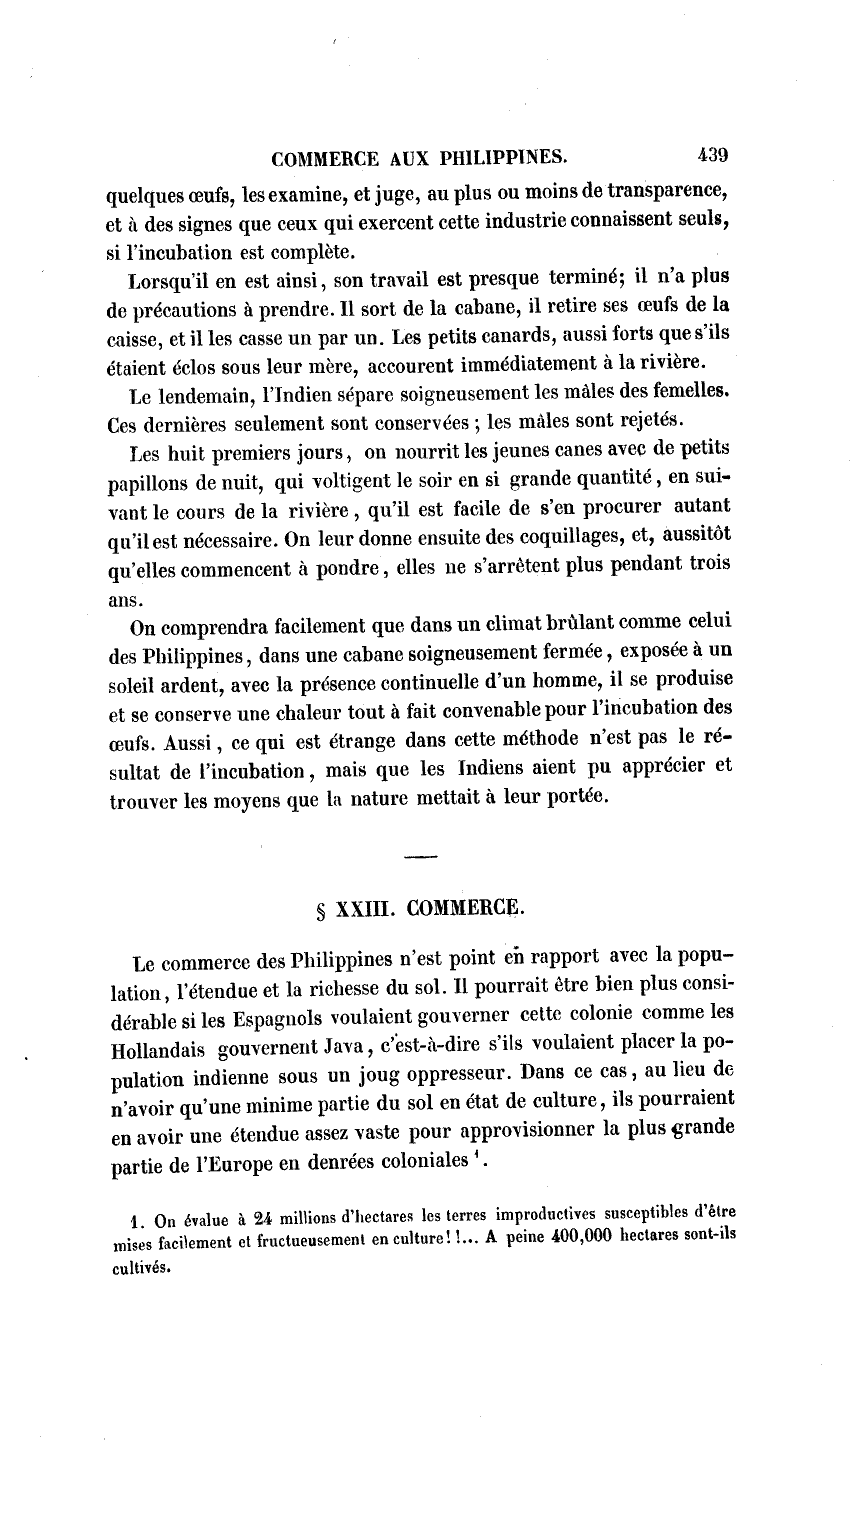 COMMERCE AUX PHILIPPINES. 439
quelques œufs, les examine, et juge, au plus ou moins de transparence,
et à des signes que ceux qui exercent cette industrie connaissent seuls,
si l'incubation est complète.
Lorsqu'il en est ainsi, son travail est presque terminé; il n'a plus
de précautions à prendre. Il sort de la cabane, il retire ses œufs de la
caisse, et il les casse un par un. Les petits canards, aussi forts que s'ils
étaient éclos sous leur mère, accourent immédiatement à la rivière.
Le lendemain, l'Indien sépare soigneusement les mâles des femelles.
Ces dernières seulement sont conservées ; les mâles sont rejetés.
Les huit premiers jours, on nourrit les jeunes canes avec de petits
papillons de nuit, qui voltigent le soir en si grande quantité, en sui-
vant le cours de la rivière, qu'il est facile de s'en procurer autant
qu'il est nécessaire. On leur donne ensuite des coquillages, et, aussitôt
qu'elles commencent à pondre, elles ne s'arrêtent plus pendant trois
ans.
On comprendra facilement que dans un climat brûlant comme celui
des Philippines, dans une cabane soigneusement fermée, exposée à un
soleil ardent, avec la présence continuelle d'un homme, il se produise
et se conserve une chaleur tout à fait convenable pour l'incubation des
œufs. Aussi, ce qui est étrange dans cette méthode n'est pas le ré-
sultat de l'incubation, mais que les Indiens aient pu apprécier et
trouver les moyens que la nature mettait à leur portée.
§ XXIII. COMMERCE.
Le commerce des Philippines n'est point en rapport avec la popu-
lation, l'étendue et la richesse du sol. Il pourrait être bien plus consi-
dérable si les Espagnols voulaient gouverner cette colonie comme les
Hollandais gouvernent Java, c'est-à-dire s'ils voulaient placer la po-
pulation indienne sous un joug oppresseur. Dans ce cas, au lieu de
n'avoir qu'une minime partie du sol en état de culture, ils pourraient
en avoir une étendue assez vaste pour approvisionner la plus grande
partie de l'Europe en denrées coloniales ¹.
1. On évalue à 24 millions d'hectares les terres improductives susceptibles d'être
mises facilement et fructueusement en culture!!... A peine 400,000 hectares sont-ils
cultivés.